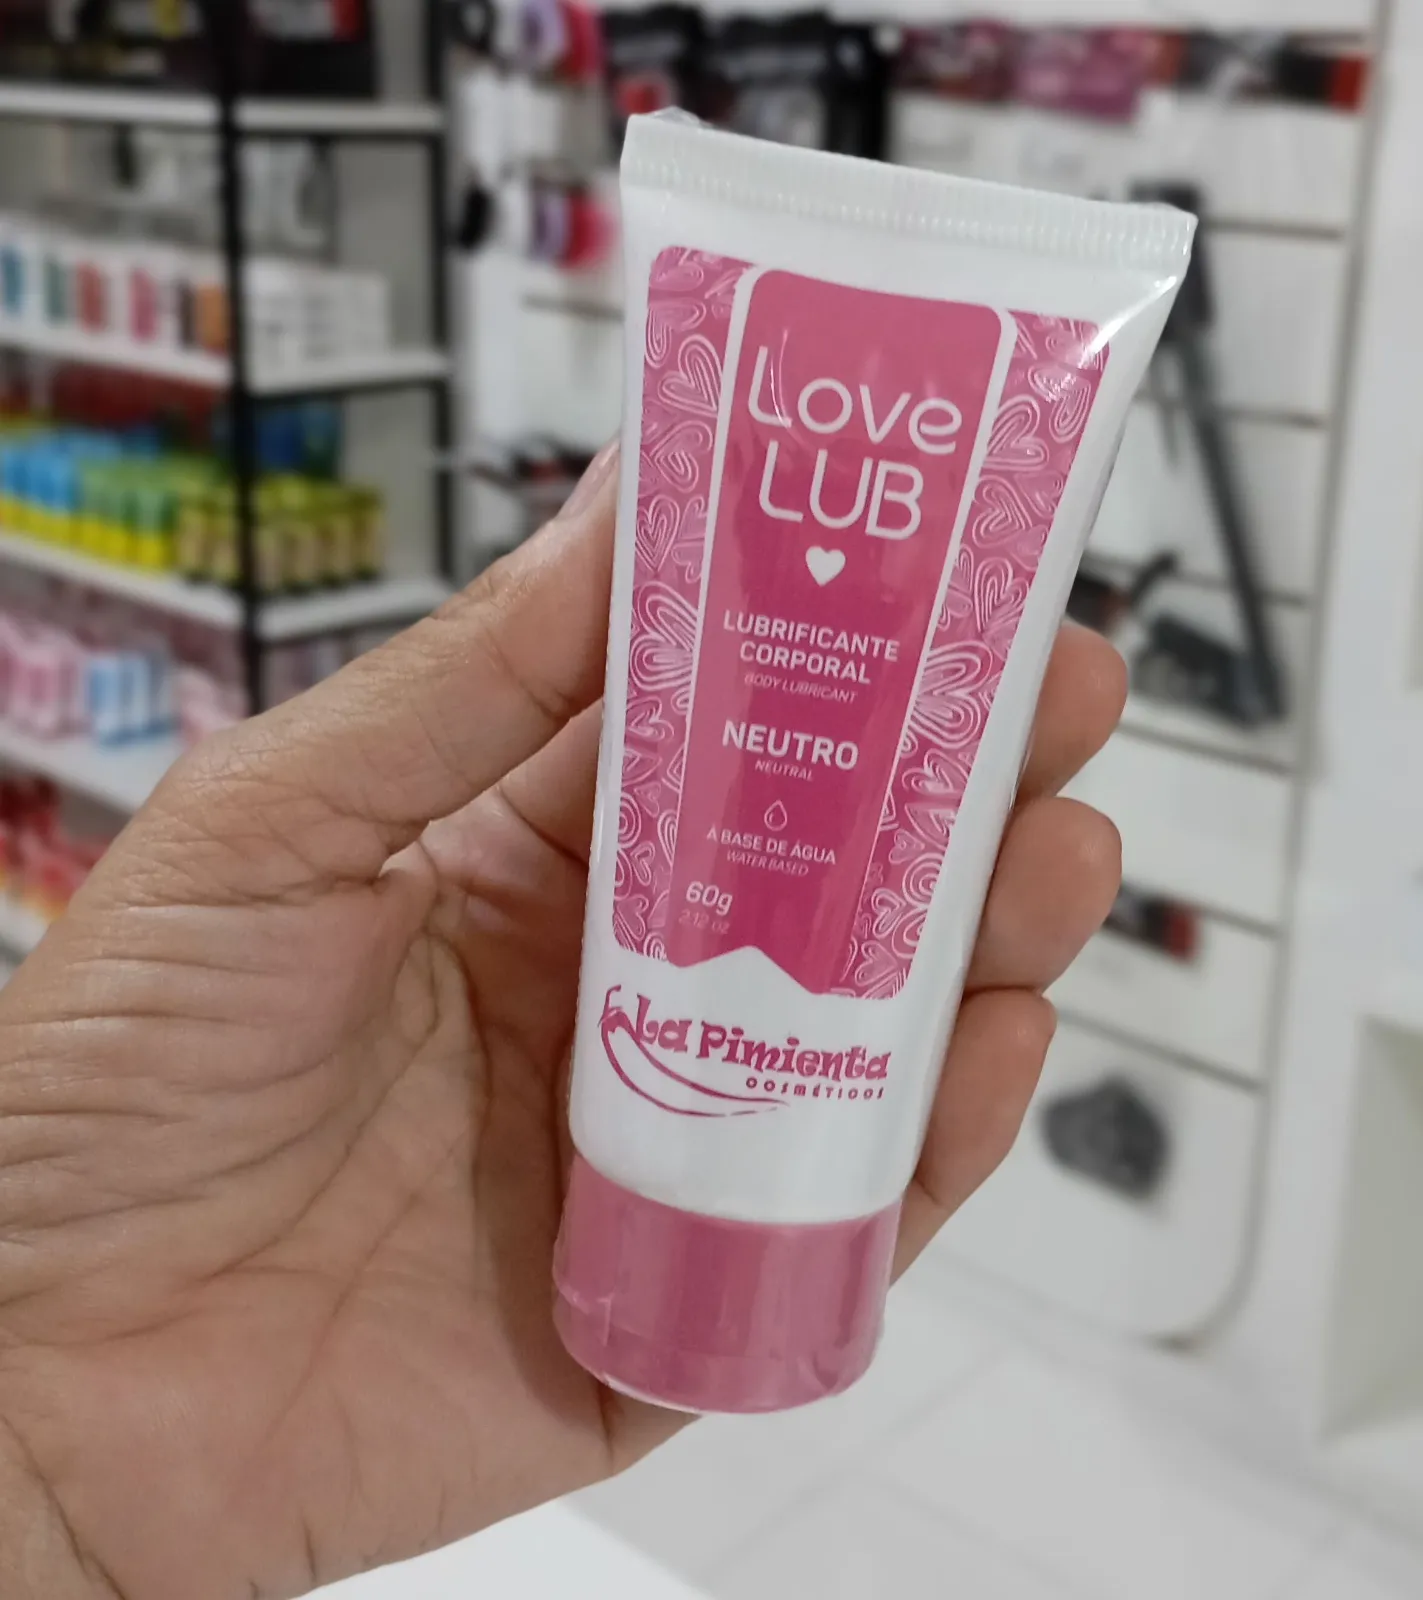 Love
LUB
LUBRIFICANTE
CORPORAL
BODY LUBRICANT
NEUTRO
NEUTRAL
À BASE DE ÁGUA
WATER BASED
60g
2.12 oz
La Pimienta
COSMÉTICOS